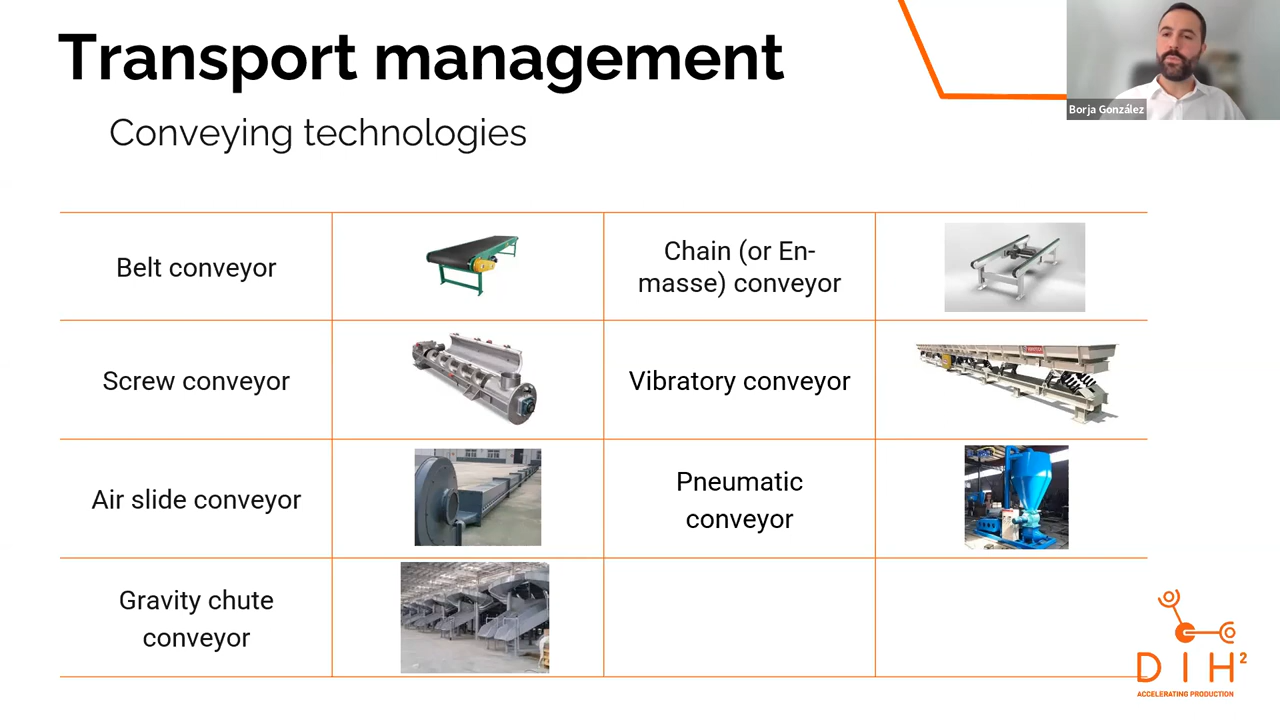 Transport management
Borja González
Conveying technologies
Belt conveyor
Chain (or En-
masse) conveyor
Screw conveyor
Vibratory conveyor
Air slide conveyor
Pneumatic
conveyor
Gravity chute
conveyor
DIH²
ACCELERATING PRODUCTION